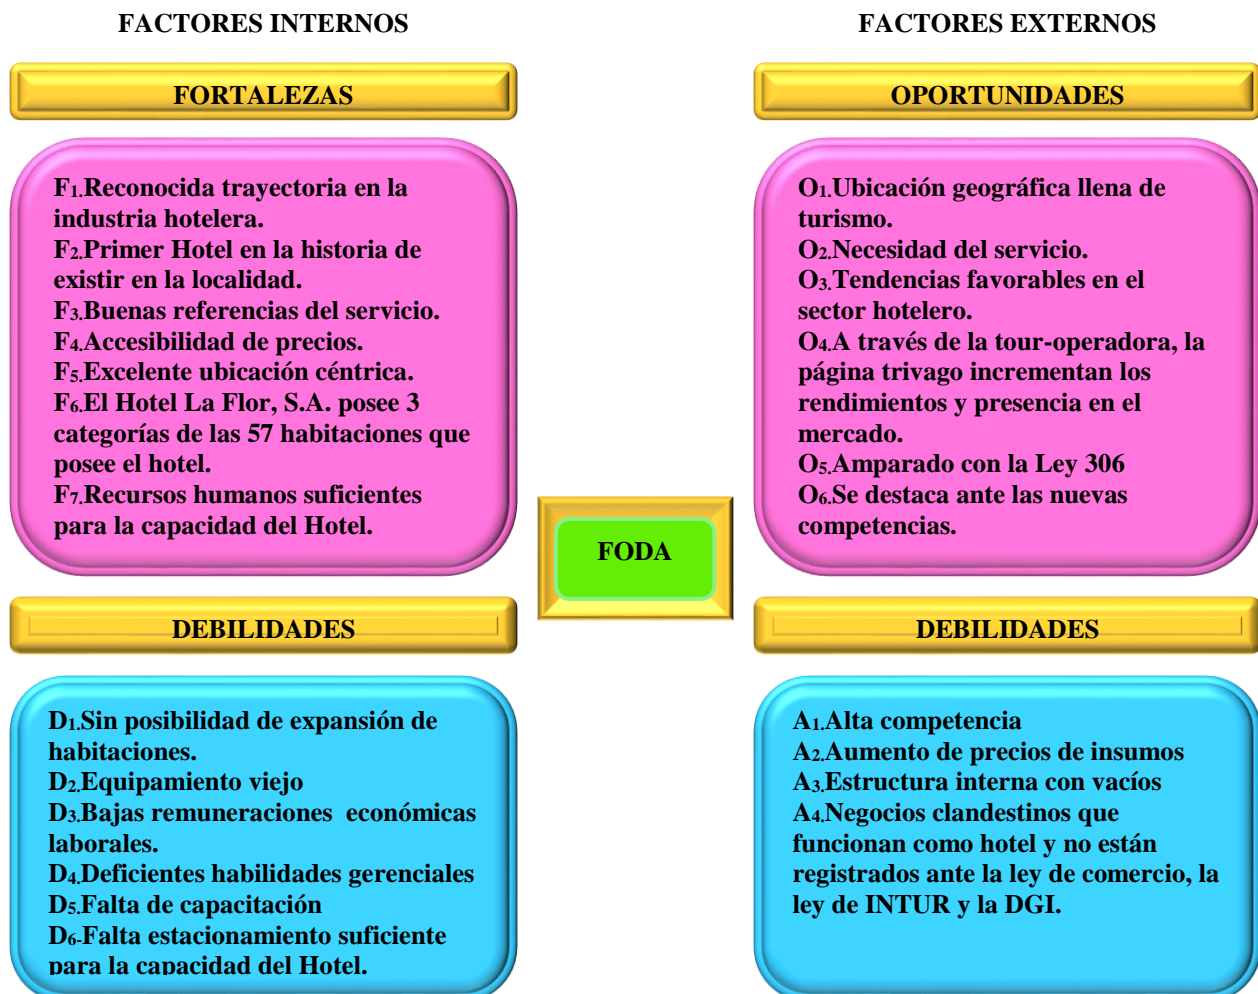 FACTORES INTERNOS
FORTALEZAS
F1.Reconocida trayectoria en la
industria hotelera.
F2.Primer Hotel en la historia de
existir en la localidad.
F3.Buenas referencias del servicio.
F4.Accesibilidad de precios.
F5.Excelente ubicación céntrica.
F6.El Hotel La Flor, S.A. posee 3
categorías de las 57 habitaciones que
posee el hotel.
F7.Recursos humanos suficientes
para la capacidad del Hotel.
DEBILIDADES
D1.Sin posibilidad de expansión de
habitaciones.
D2.Equipamiento viejo
D3.Bajas remuneraciones económicas
laborales.
D4.Deficientes habilidades gerenciales
D5.Falta de capacitación
D6-Falta estacionamiento suficiente
para la capacidad del Hotel.
FODA
FACTORES EXTERNOS
OPORTUNIDADES
O1.Ubicación geográfica llena de
turismo.
O2.Necesidad del servicio.
O3.Tendencias favorables en el
sector hotelero.
O4.A través de la tour-operadora, la
página trivago incrementan los
rendimientos y presencia en el
mercado.
O5.Amparado con la Ley 306
O6.Se destaca ante las nuevas
competencias.
DEBILIDADES
A1.Alta competencia
A2.Aumento de precios de insumos
A3.Estructura interna con vacíos
A4.Negocios clandestinos que
funcionan como hotel y no están
registrados ante la ley de comercio, la
ley de INTUR y la DGI.